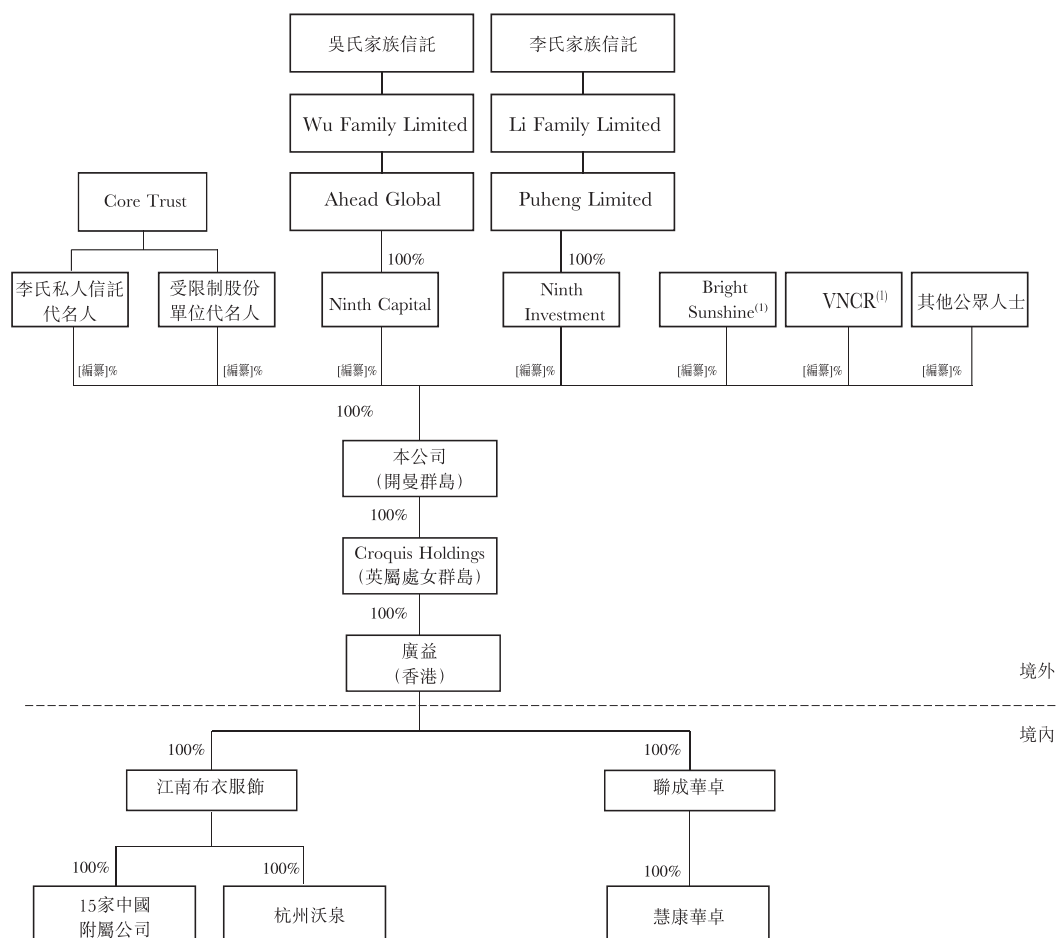 吳氏家族信託
李氏家族信託
Wu Family Limited
Li Family Limited
Core Trust
Ahead Global
Puheng Limited
100%
100%
李氏私人信託
代名人
受限制股份
單位代名人
Ninth Capital
Ninth
Investment
Bright
Sunshine(1)
VNCR(1)
其他公眾人士
[編纂]%
[編纂]%
[編纂]%
[編纂]%
[編纂]%
[編纂]%
[編纂]%
100%
本公司
（開曼群島）
100%
Croquis Holdings
（英屬處女群島）
100%
廣益
（香港）
境外
境內
100%
100%
江南布衣服飾
聯成華卓
100%
100%
100%
15家中國
附屬公司
杭州沃泉
慧康華卓